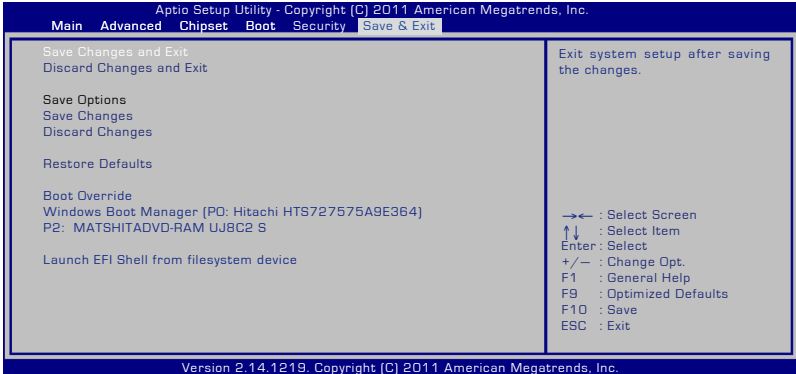 Aptio Setup Utility - Copyright (C) 2011 American Megatrends, Inc.
Main Advanced Chipset Boot Security Save & Exit
Save Changes and Exit
Discard Changes and Exit
Save Options
Save Changes
Discard Changes
Restore Defaults
Boot Override
Windows Boot Manager (P0: Hitachi HTS727575A9E364)
P2: MATSHITADVD-RAM UJ8C2 S
Launch EFI Shell from filesystem device
Exit system setup after saving
the changes.
→← : Select Screen
↑↓ : Select Item
Enter : Select
+/— : Change Opt.
F1 : General Help
F9 : Optimized Defaults
F10 : Save
ESC : Exit
Version 2.14.1219. Copyright (C) 2011 American Megatrends, Inc.